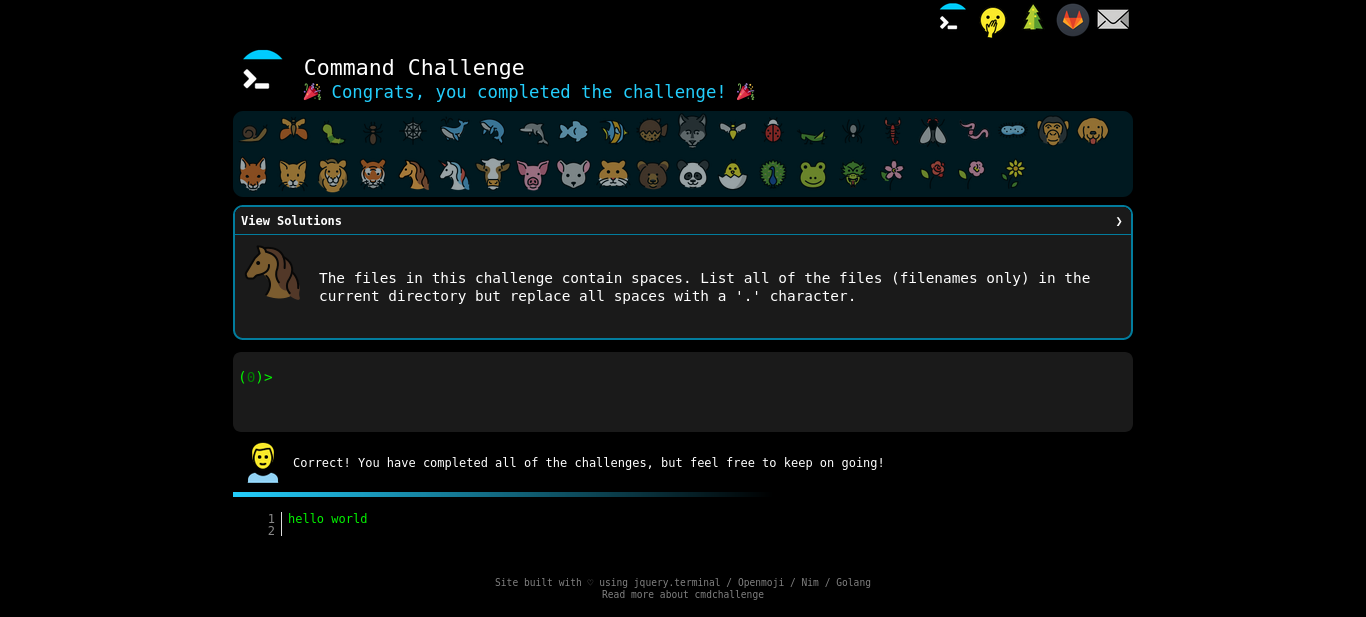 Command Challenge
🎉 Congrats, you completed the challenge! 🎉
View Solutions ❯
The files in this challenge contain spaces. List all of the files (filenames only) in the
current directory but replace all spaces with a '.' character.
(0)>
Correct! You have completed all of the challenges, but feel free to keep on going!
1 hello world
2
Site built with ♡ using jquery.terminal / Openmoji / Nim / Golang
Read more about cmdchallenge